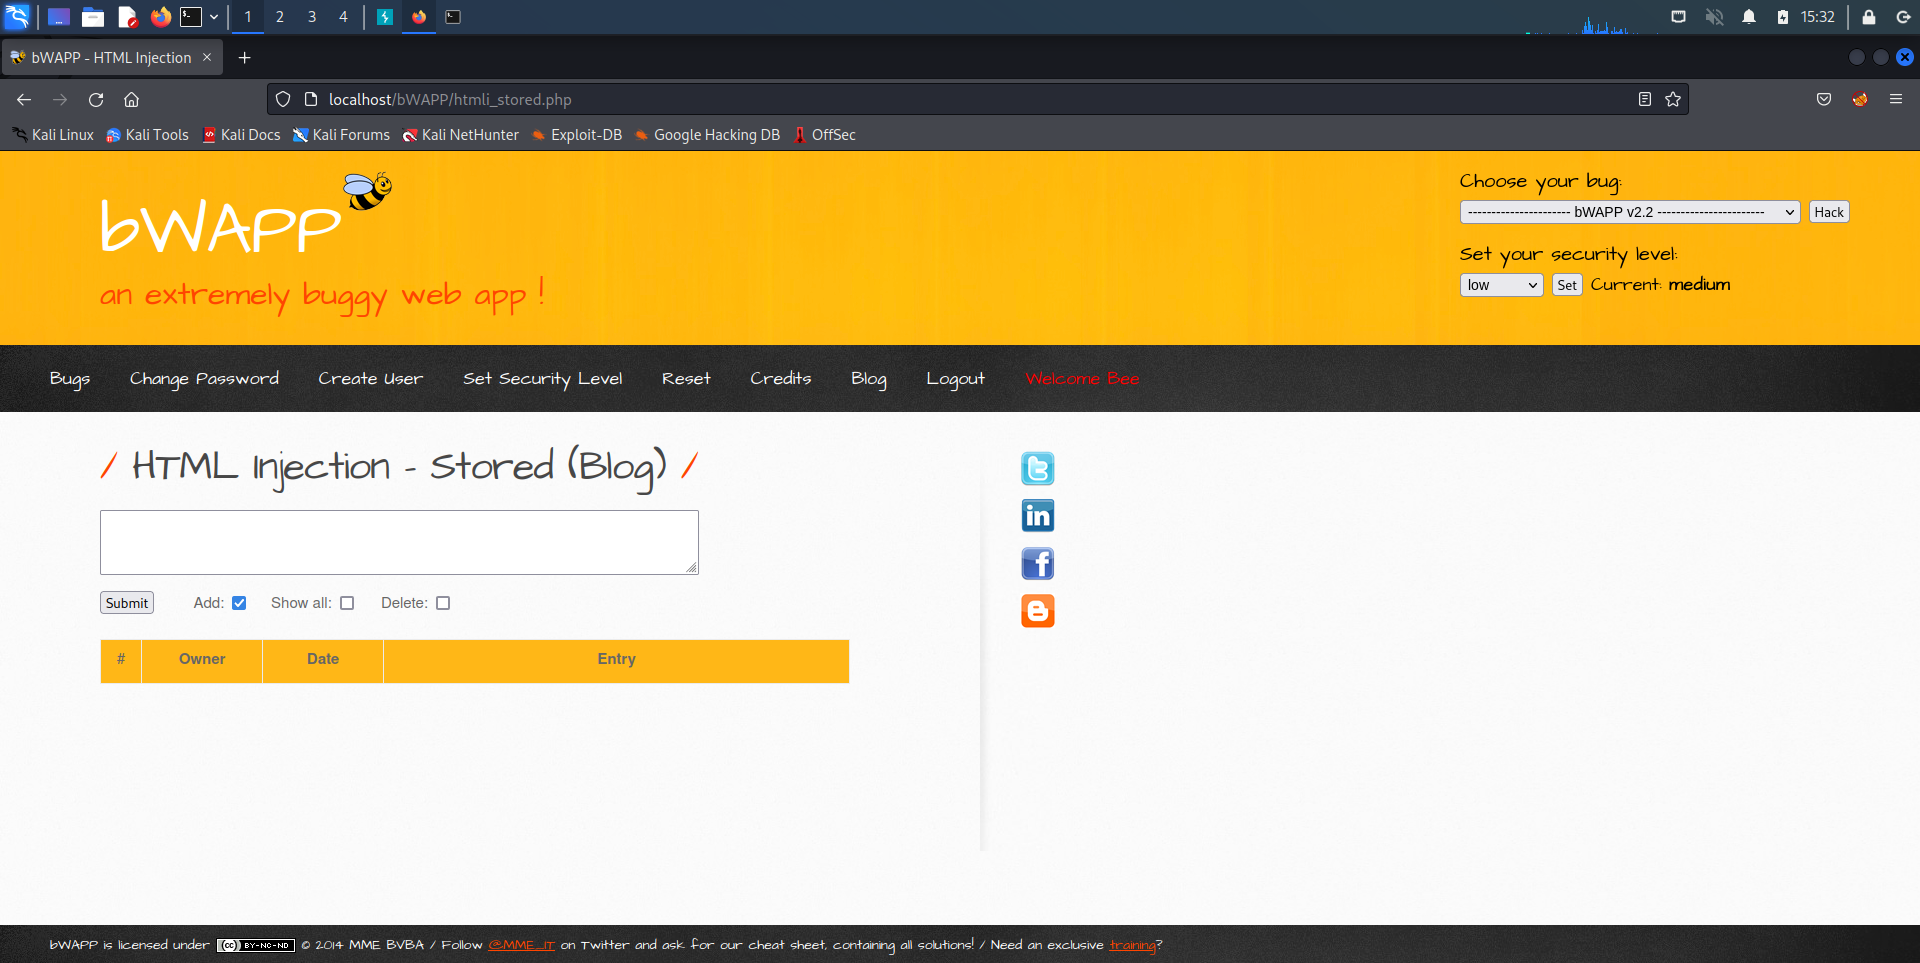 1 2 3 4 15:32
bWAPP - HTML Injection
localhost/bWAPP/htmli_stored.php
Kali Linux Kali Tools Kali Docs Kali Forums Kali NetHunter Exploit-DB Google Hacking DB OffSec
bWAPP
an extremely buggy web app !
Choose your bug:
---------------------- bWAPP v2.2 ----------------------- Hack
Set your security level:
low Set Current: medium
Bugs Change Password Create User Set Security Level Reset Credits Blog Logout Welcome Bee
/ HTML Injection - Stored (Blog) /
Submit Add: Show all: Delete:
# Owner Date Entry
bWAPP is licensed under (cc) BY-NC-ND © 2014 MME BVBA / Follow @MME_IT on Twitter and ask for our cheat sheet, containing all solutions! / Need an exclusive training?